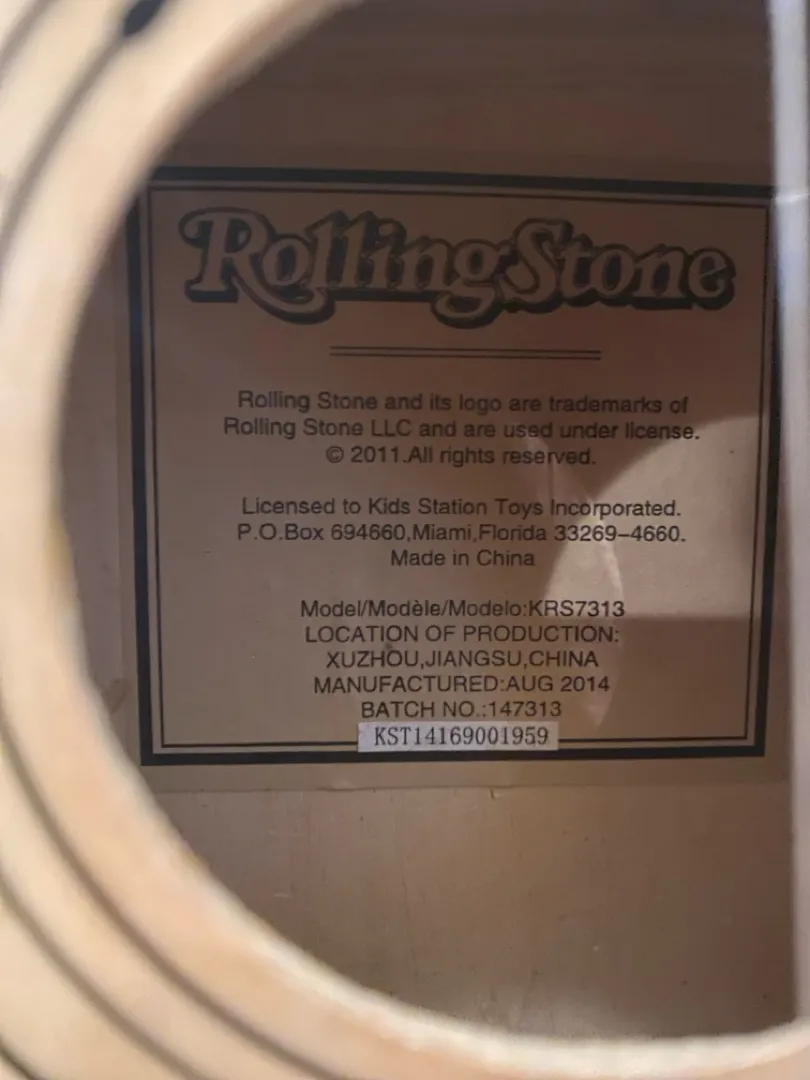 RollingStone
Rolling Stone and its logo are trademarks of
Rolling Stone LLC and are used under license.
© 2011.All rights reserved.
Licensed to Kids Station Toys Incorporated.
P.O.Box 694660,Miami,Florida 33269-4660.
Made in China
Model/Modèle/Modelo:KRS7313
LOCATION OF PRODUCTION:
XUZHOU,JIANGSU,CHINA
MANUFACTURED:AUG 2014
BATCH NO.:147313
KST14169001959